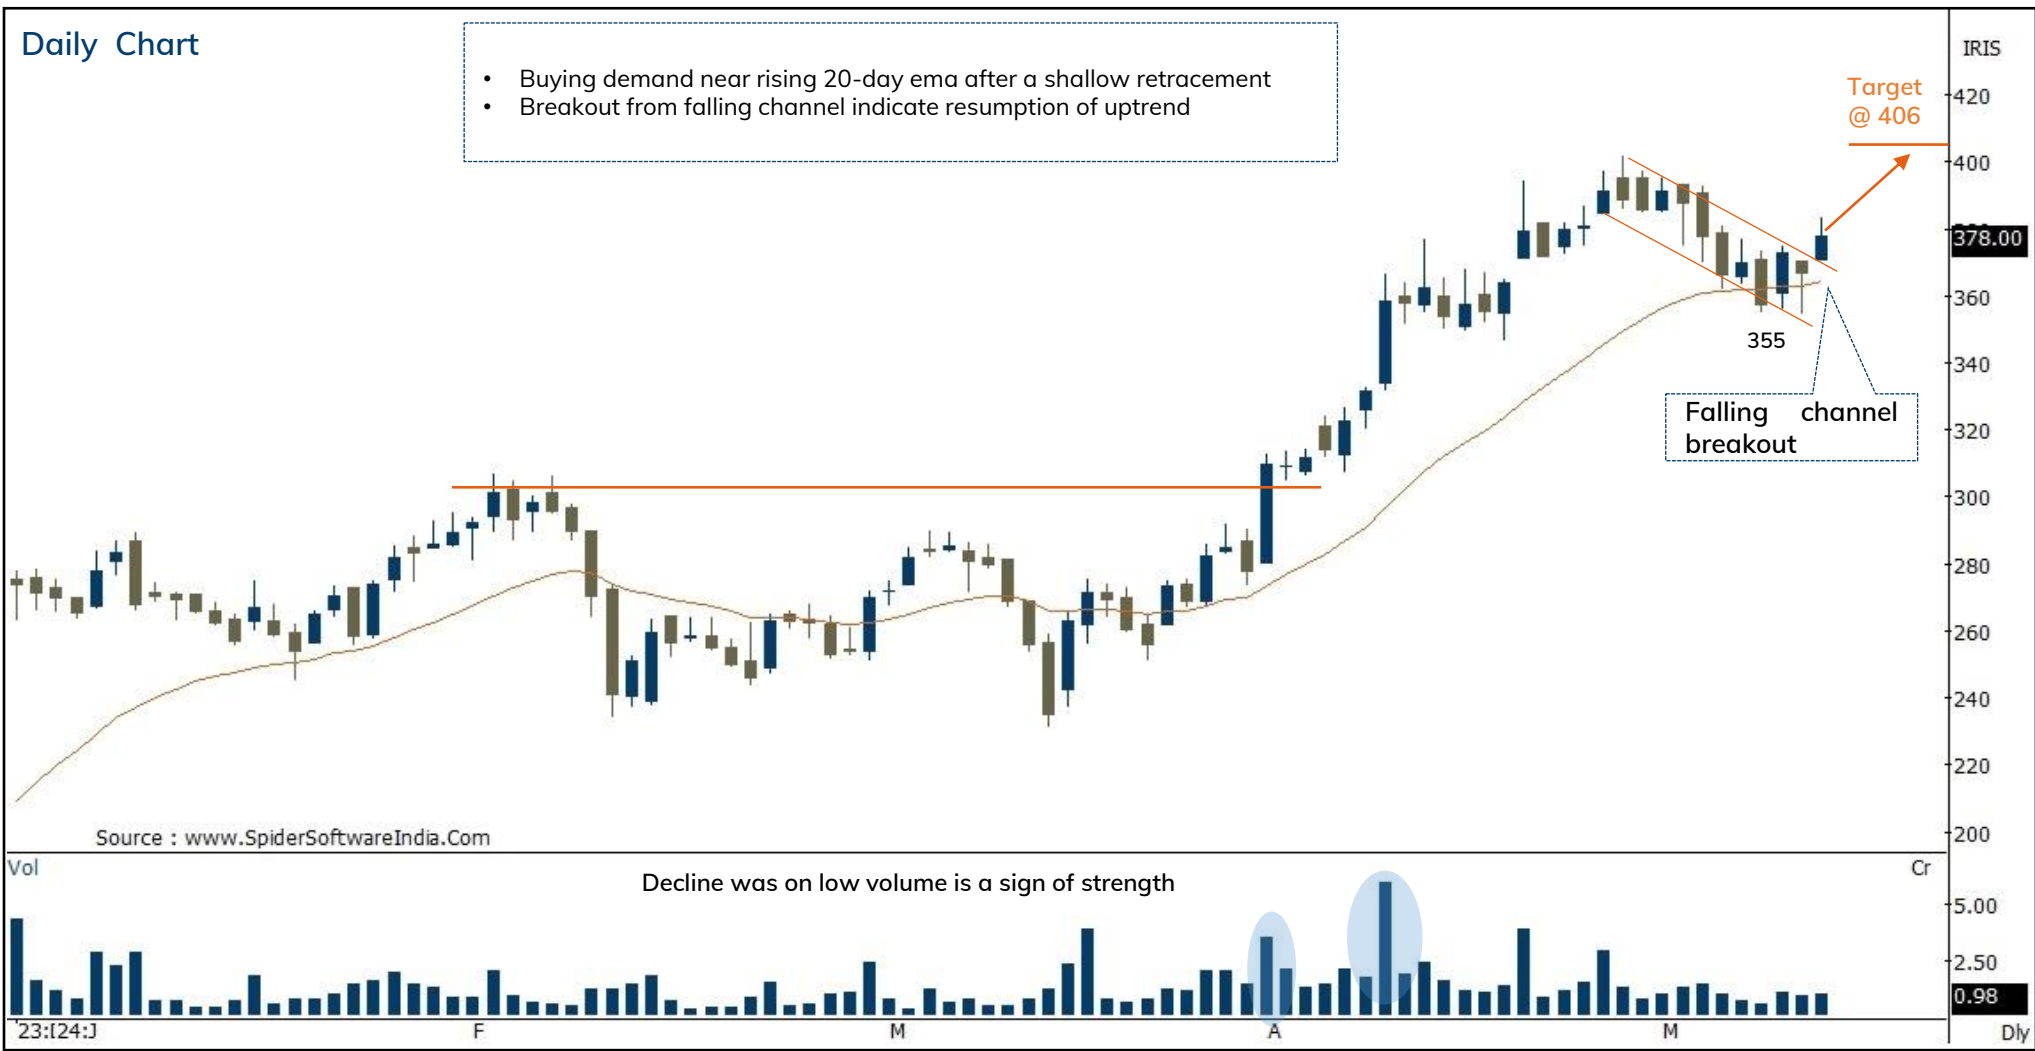 Daily Chart
• Buying demand near rising 20-day ema after a shallow retracement
• Breakout from falling channel indicate resumption of uptrend
IRIS
Target
@ 406
420
400
378.00
360
340
320
300
280
260
240
220
200
355
Falling channel
breakout
Source : www.SpiderSoftwareIndia.Com
Vol
Cr
Decline was on low volume is a sign of strength
5.00
2.50
0.98
F
M
A
M
Dly